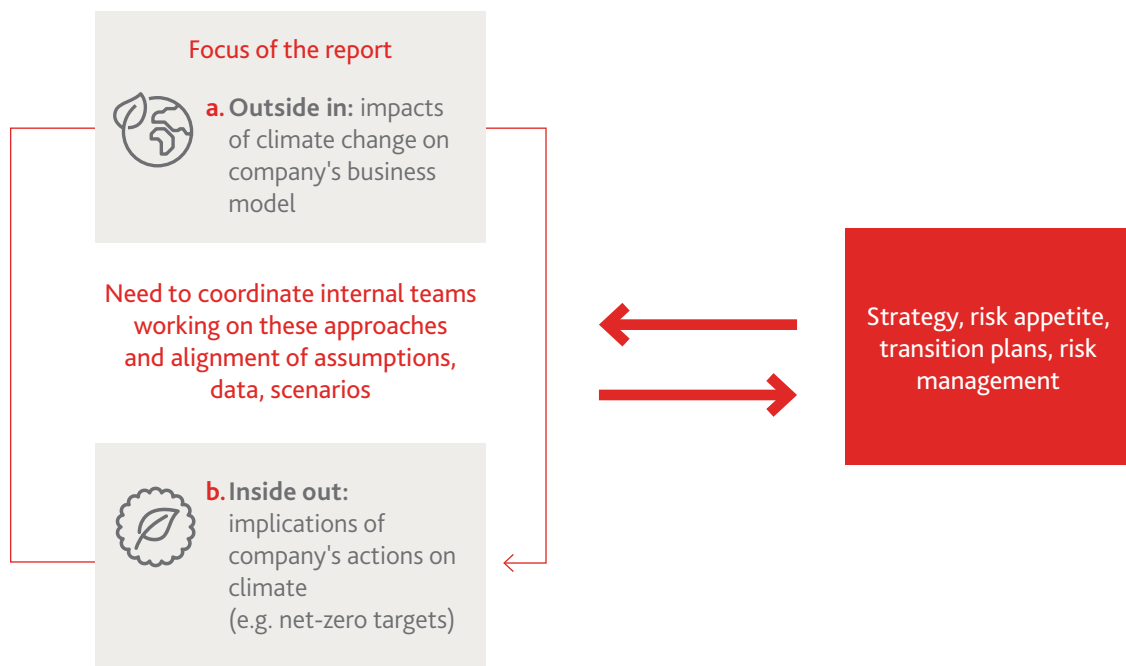 Focus of the report
a. Outside in: impacts
of climate change on
company's business
model
Need to coordinate internal teams
working on these approaches
and alignment of assumptions,
data, scenarios
b. Inside out:
implications of
company's actions on
climate
(e.g. net-zero targets)
Strategy, risk appetite,
transition plans, risk
management